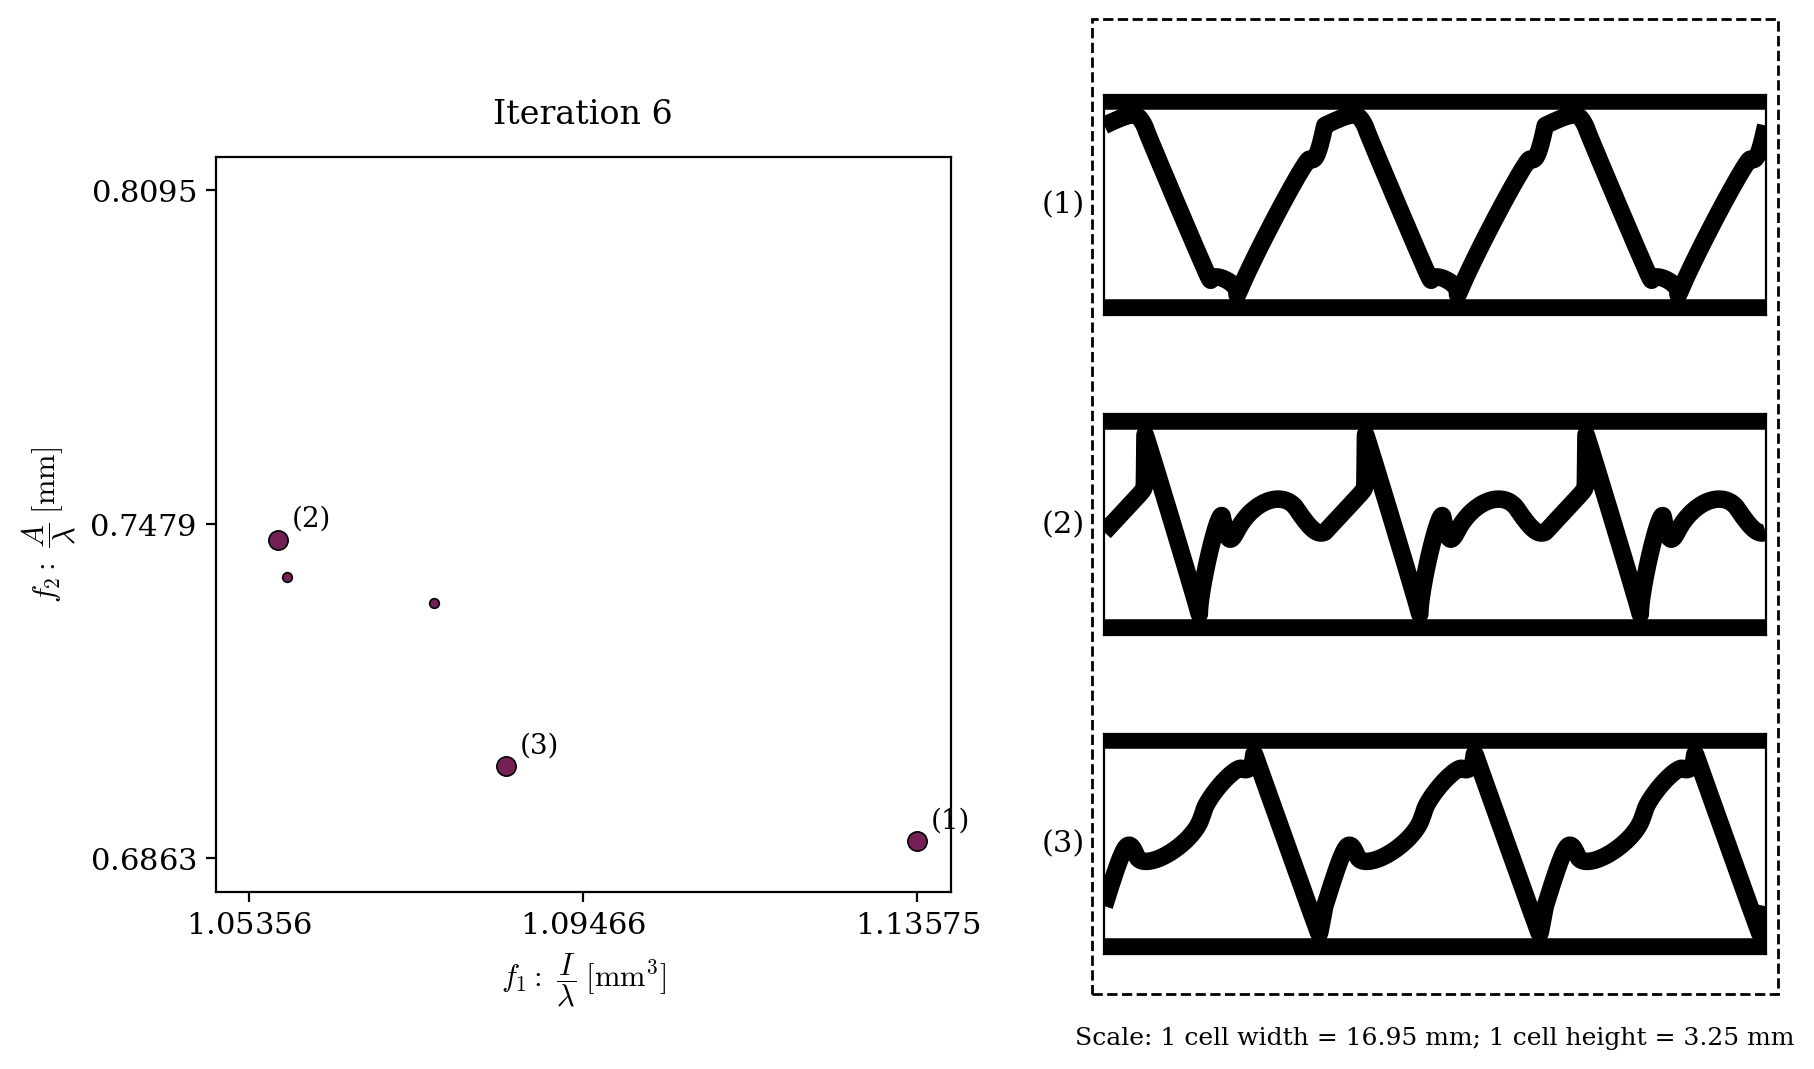 Iteration 6
0.8095
0.7479
0.6863
f₂ : A/λ [mm]
(2)
(3)
(1)
1.05356 1.09466 1.13575
f₁ : I/λ [mm³]
(1)
(2)
(3)
Scale: 1 cell width = 16.95 mm; 1 cell height = 3.25 mm